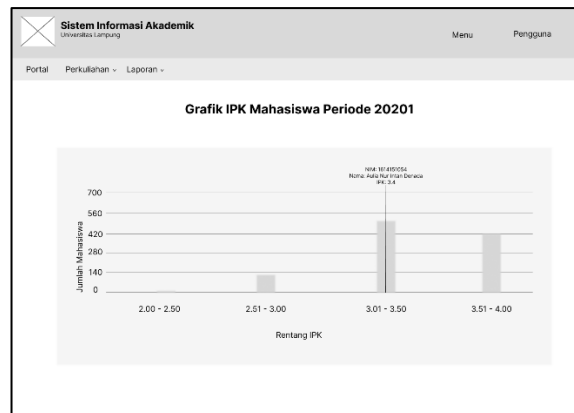 Sistem Informasi Akademik
Universitas Lampung
Menu
Pengguna
Portal
Perkuliahan
Laporan
Grafik IPK Mahasiswa Periode 20201
IPK: 3.4
700
560
420
280
140
0
Jumlah Mahasiswa
2.00 - 2.50
2.51 - 3.00
3.01 - 3.50
3.51 - 4.00
Rentang IPK